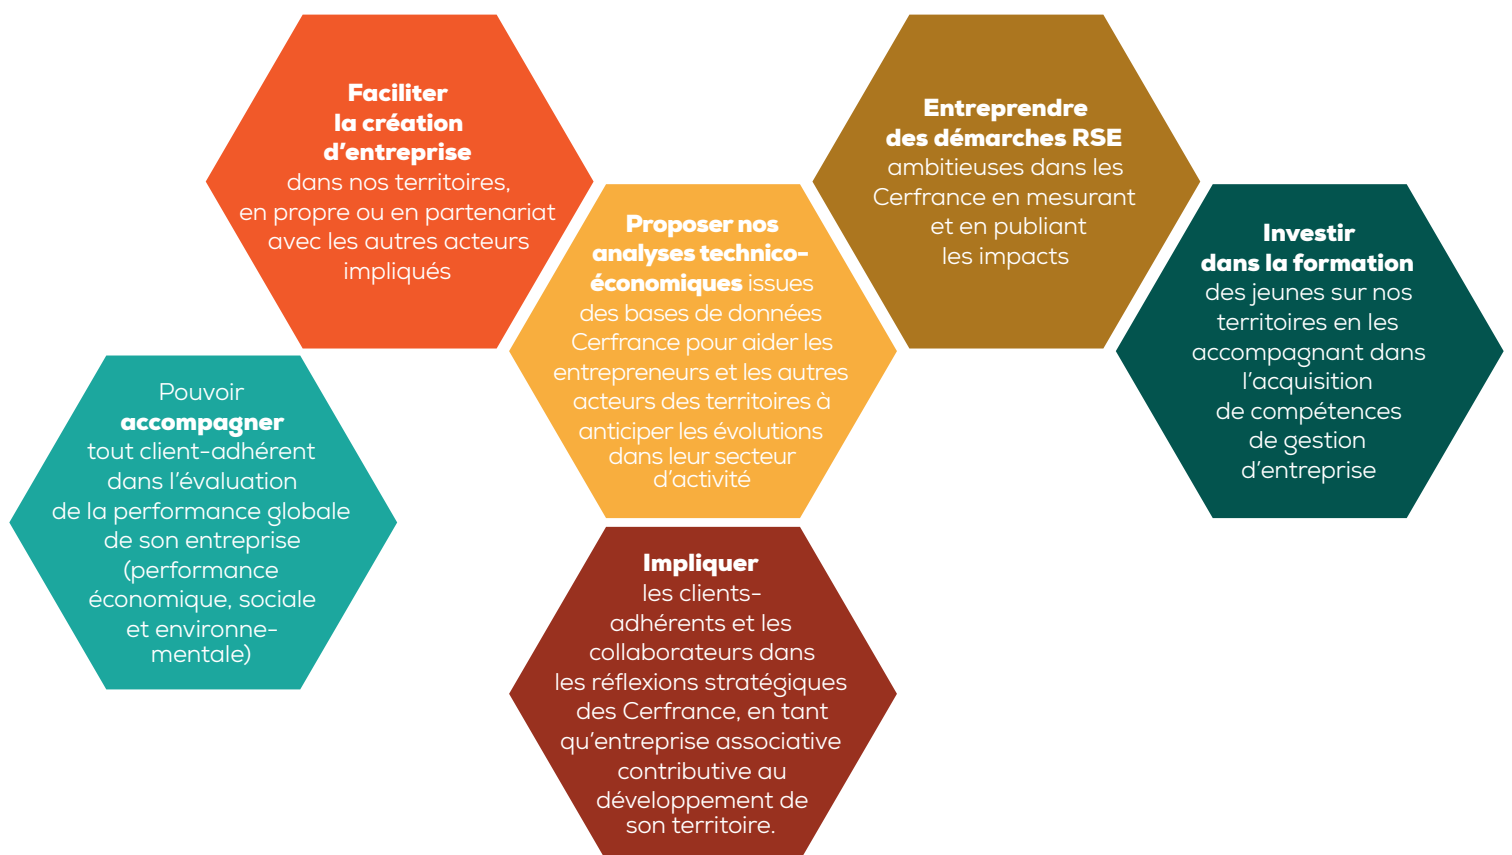 Faciliter
la création
d'entreprise
dans nos territoires,
en propre ou en partenariat
avec les autres acteurs
impliqués
Entreprendre
des démarches RSE
ambitieuses dans les
Cerfrance en mesurant
et en publiant
les impacts
Proposer nos
analyses technico-
économiques issues
des bases de données
Cerfrance pour aider les
entrepreneurs et les autres
acteurs des territoires à
anticiper les évolutions
dans leur secteur
d'activité
Investir
dans la formation
des jeunes sur nos
territoires en les
accompagnant dans
l'acquisition
de compétences
de gestion
d'entreprise
Pouvoir
accompagner
tout client-adhérent
dans l'évaluation
de la performance globale
de son entreprise
(performance
économique, sociale
et environne-
mentale)
Impliquer
les clients-
adhérents et les
collaborateurs dans
les réflexions stratégiques
des Cerfrance, en tant
qu'entreprise associative
contributive au
développement de
son territoire.